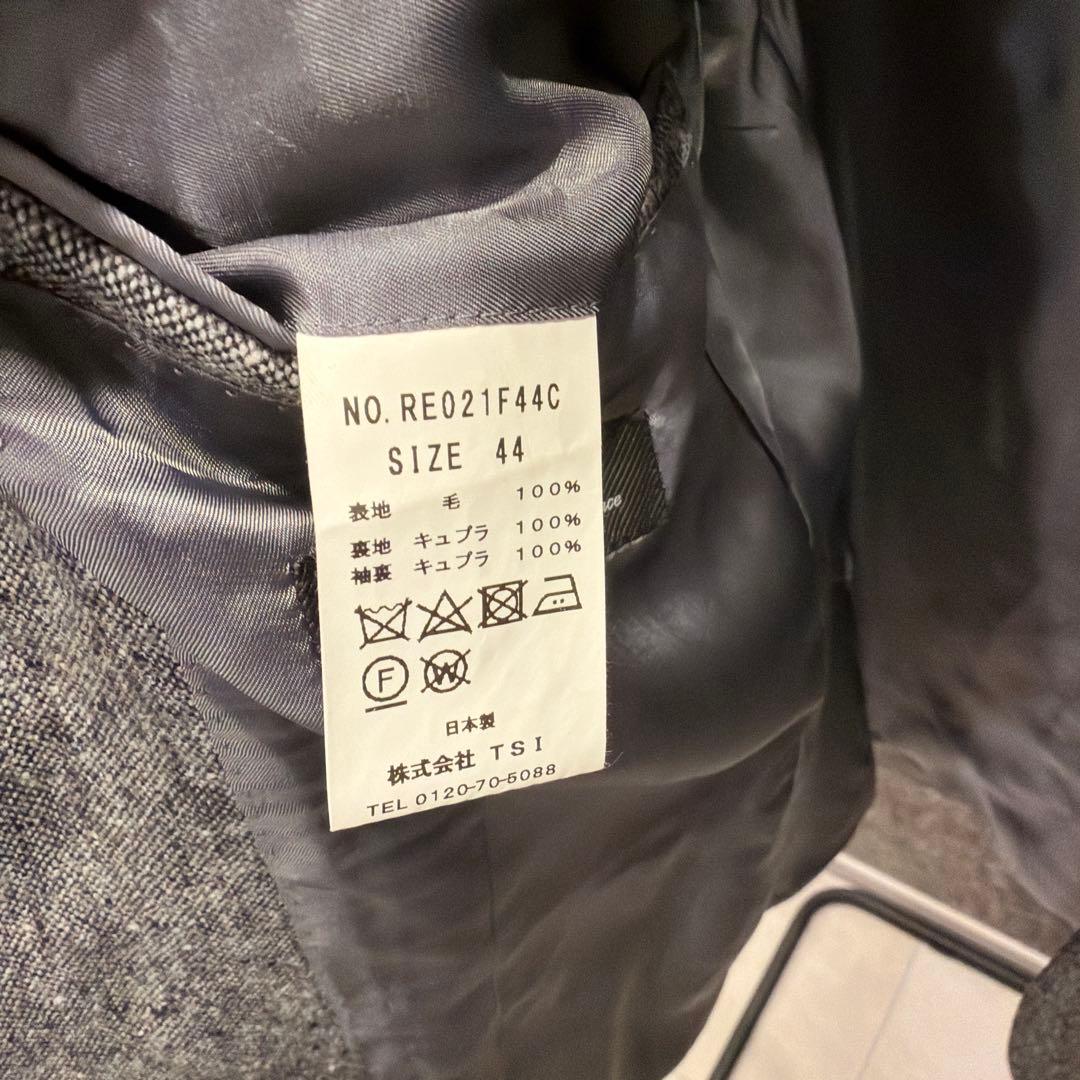 NO. RE021F44C
SIZE 44
表地 毛 100%
裏地 キュプラ 100%
袖裏 キュプラ 100%
F W
日本製
株式会社 TSI
TEL 0120-70-5088